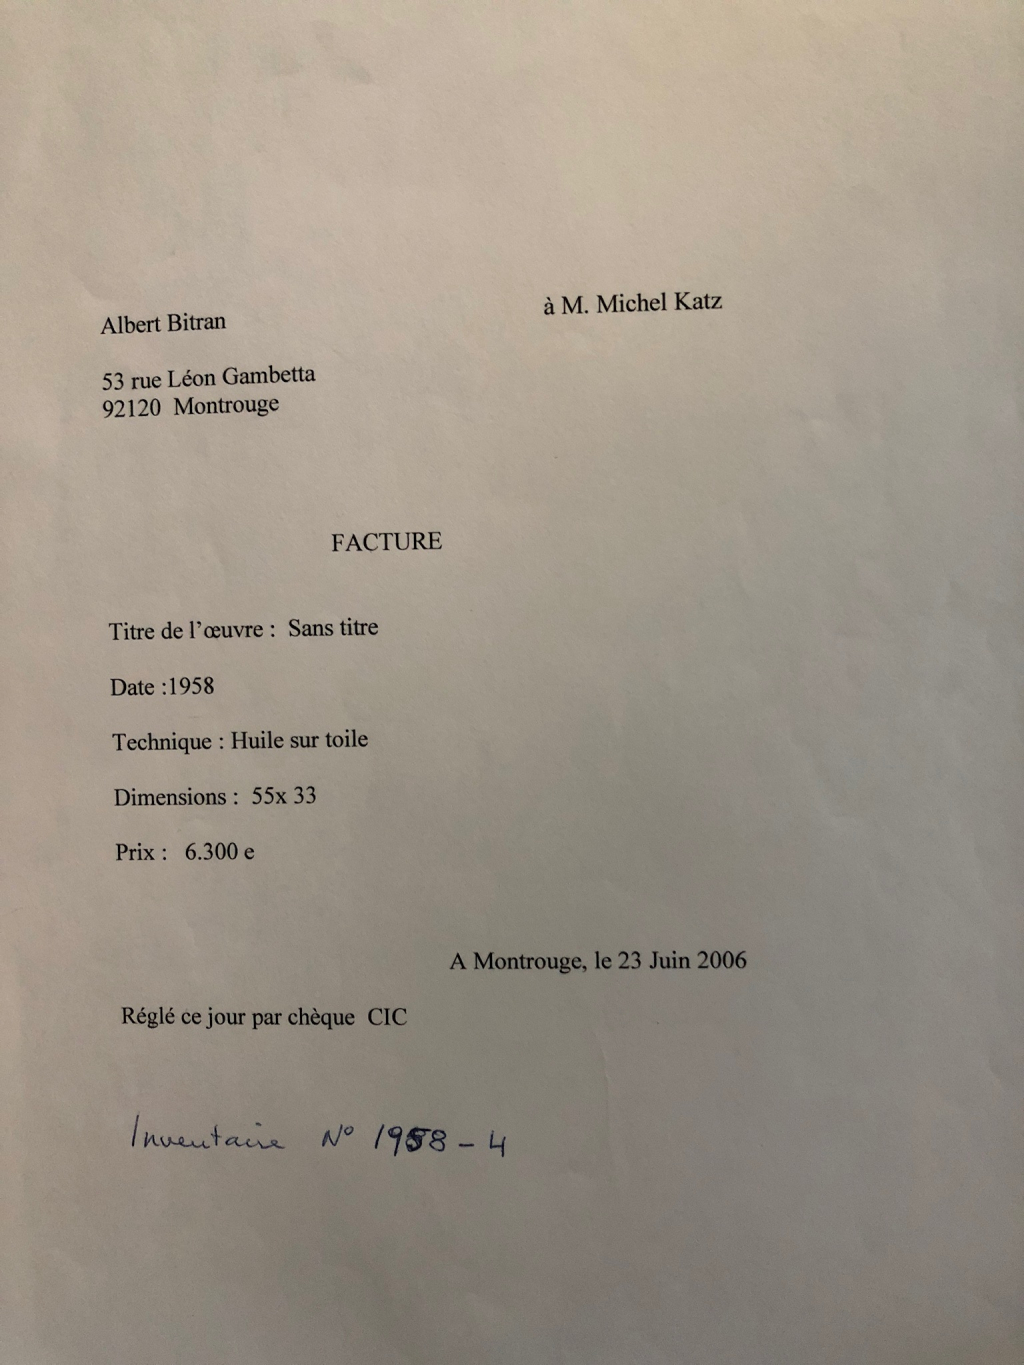 à M. Michel Katz
Albert Bitran
53 rue Léon Gambetta
92120 Montrouge
FACTURE
Titre de l’œuvre : Sans titre
Date :1958
Technique : Huile sur toile
Dimensions : 55x 33
Prix : 6.300 e
A Montrouge, le 23 Juin 2006
Réglé ce jour par chèque CIC
Inventaire N° 1958-4